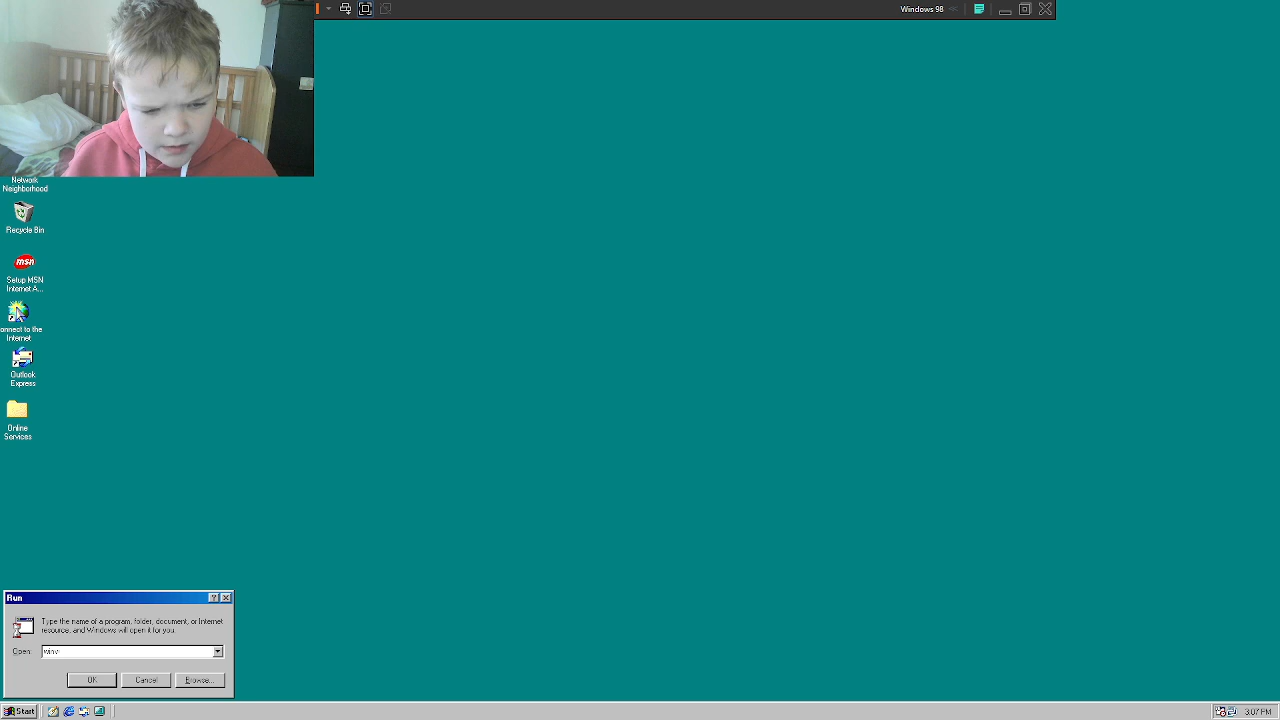 Windows 98
Network
Neighborhood
Recycle Bin
msn
Setup MSN
Internet A...
onnect to the
Internet
Outlook
Express
Online
Services
Run
Type the name of a program, folder, document, or Internet
resource, and Windows will open it for you.
Open:
OK Cancel Browse...
Start
3:07 PM